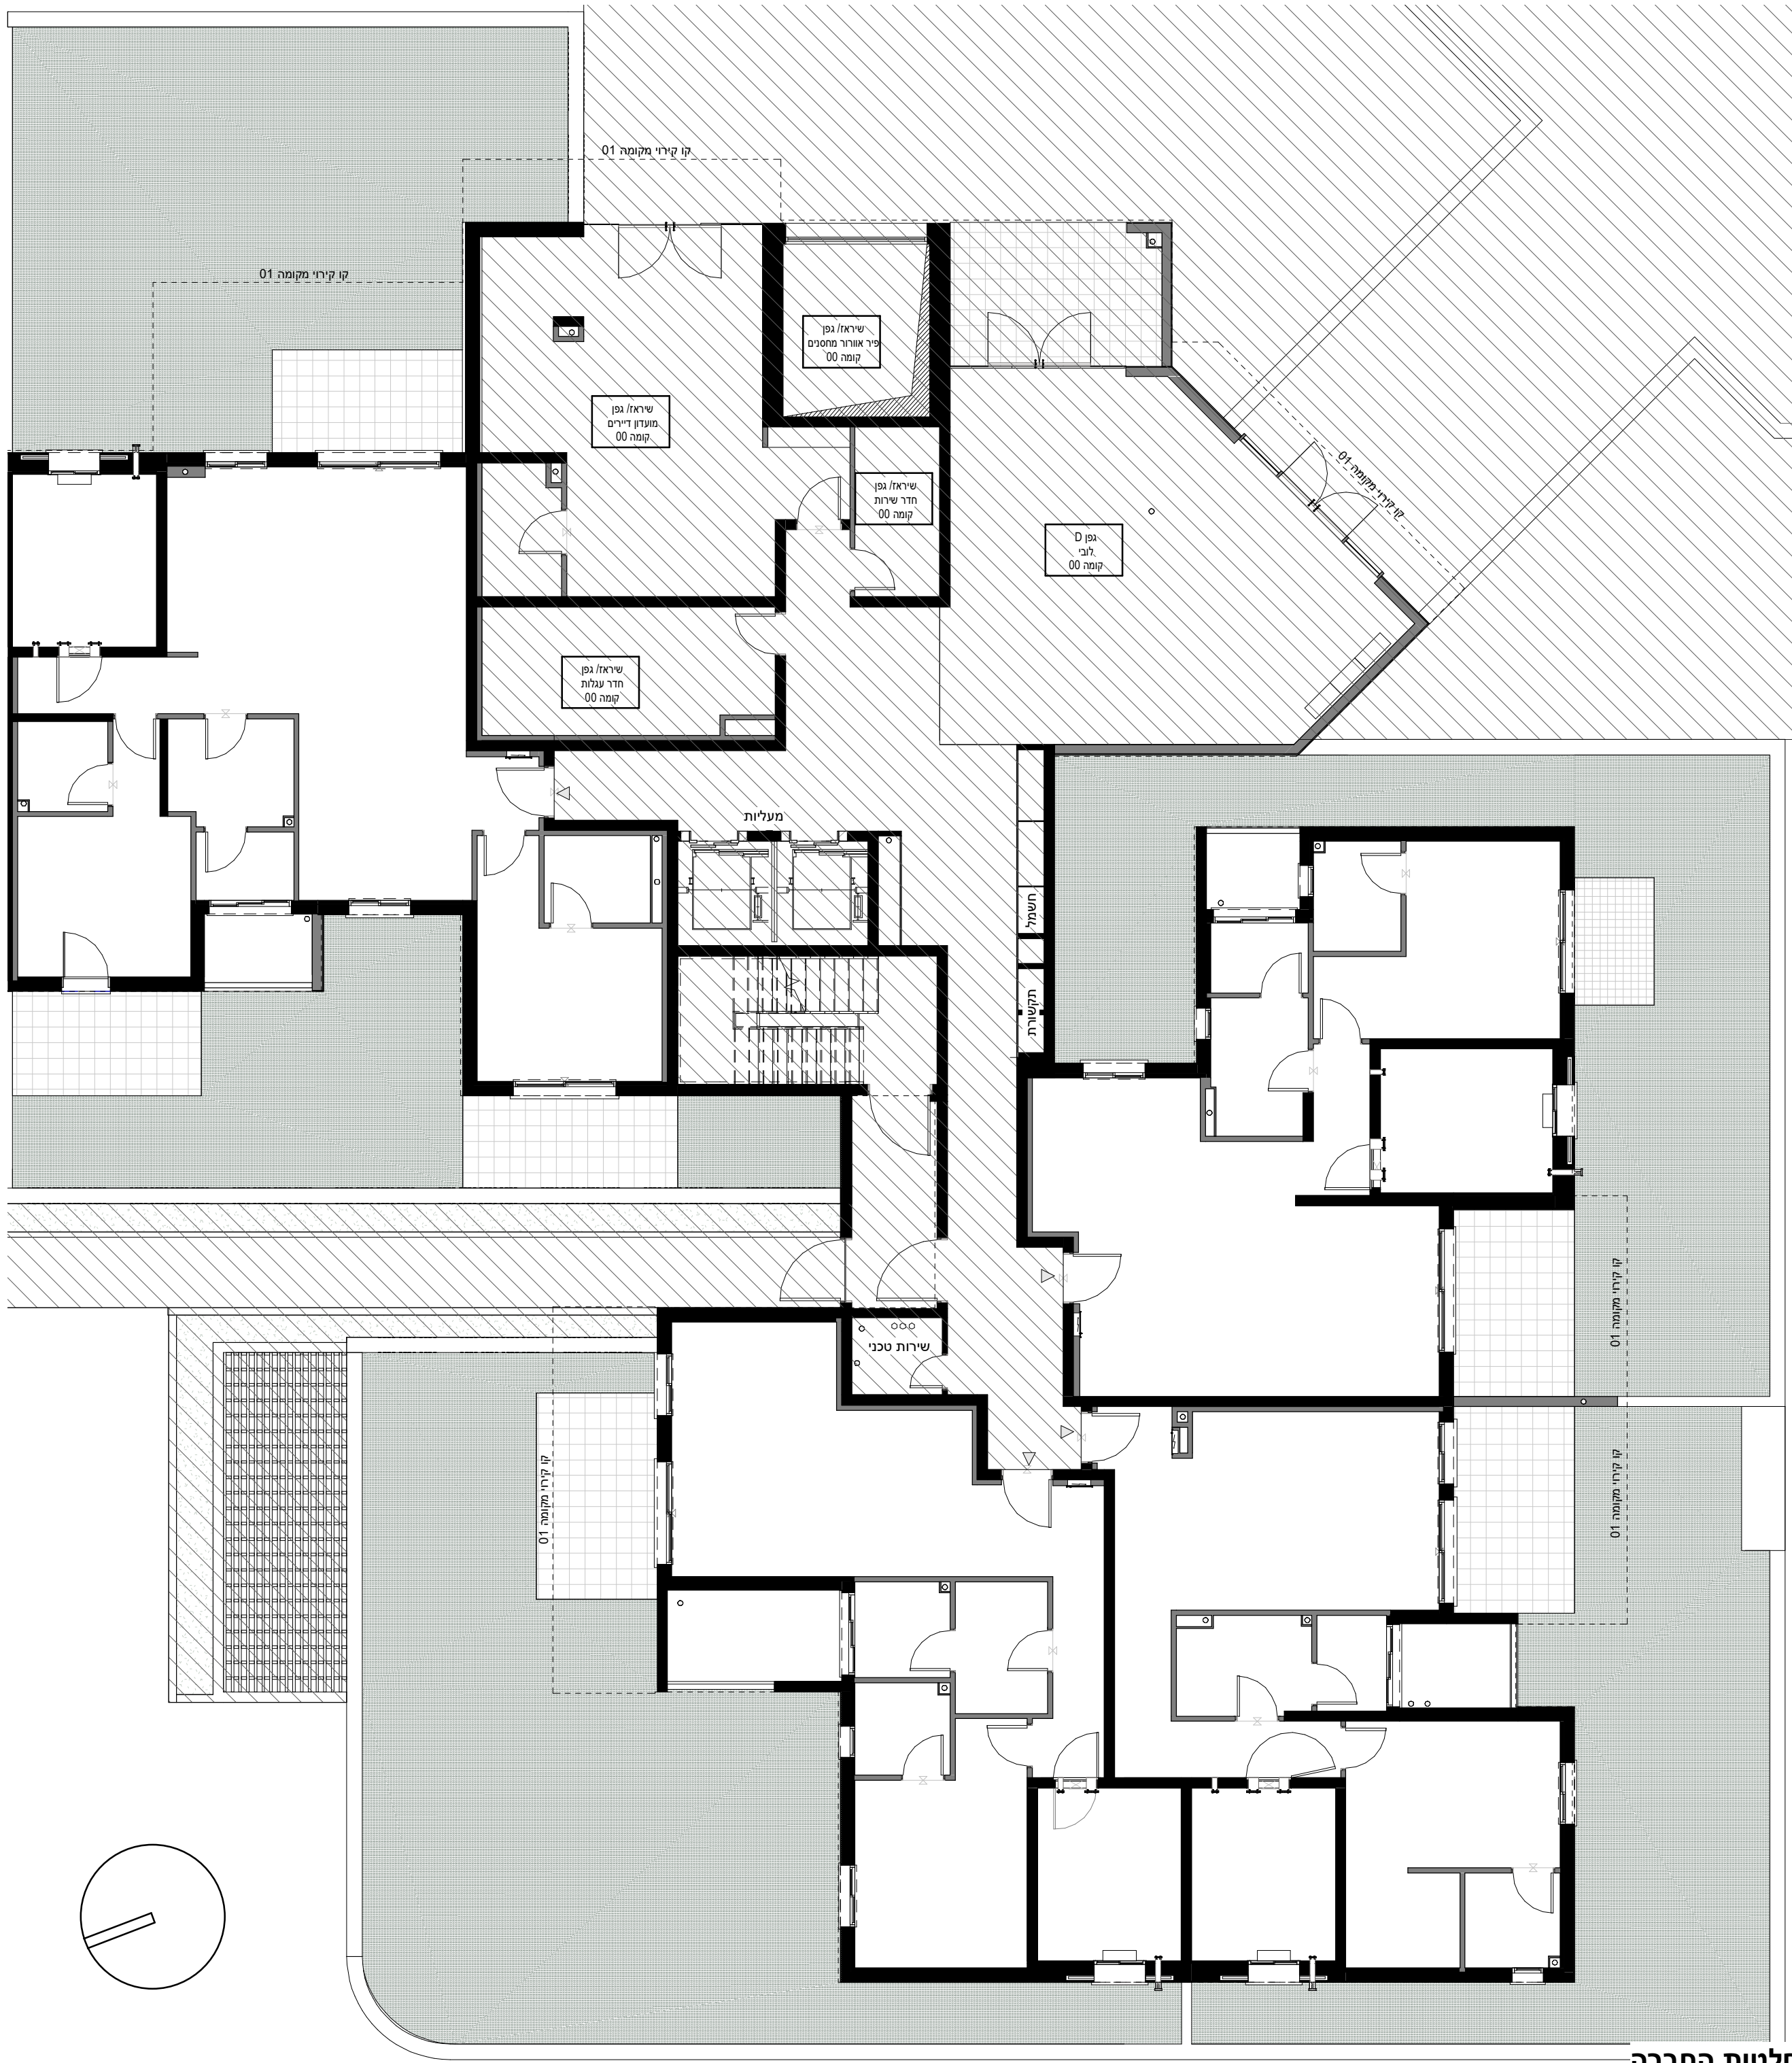 קו קירוי מקומה 01
קו קירוי מקומה 01
שיראז/ גפן
פיר אוורור מחסנים
קומה 00
שיראז/ גפן
מועדון דיירים
קומה 00
קו קירוי מקומה 01
שיראז/ גפן
חדר שירות
קומה 00
גפן D
לובי
קומה 00
שיראז/ גפן
חדר עגלות
קומה 00
מעליות
חשמל
תקשורת
קו קירוי מקומה 01
שירות טכני
קו קירוי מקומה 01
קו קירוי מקומה 01
החברה